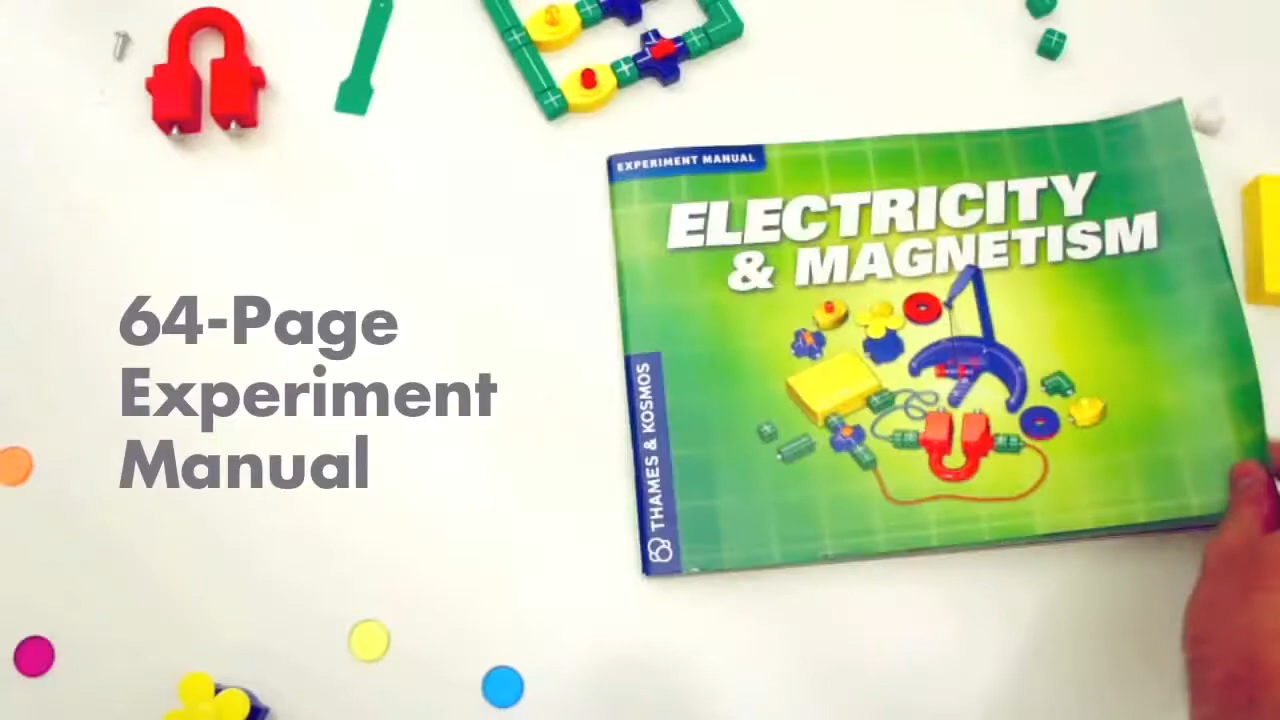 64-Page
Experiment
Manual
EXPERIMENT MANUAL
ELECTRICITY
& MAGNETISM
THAMES & KOSMOS